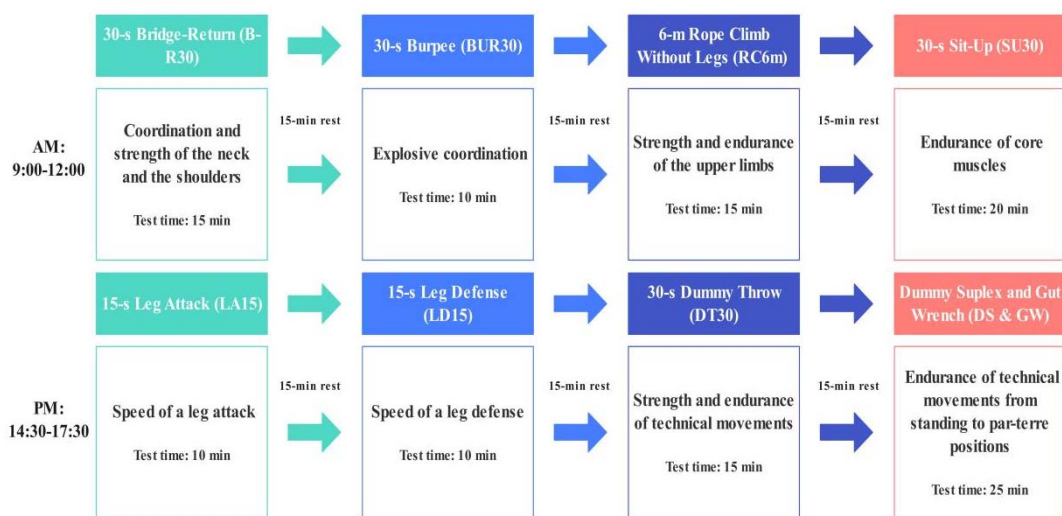 30-s Bridge-Return (B-
R30)
30-s Burpee (BUR30)
6-m Rope Climb
Without Legs (RC6m)
30-s Sit-Up (SU30)
AM:
9:00-12:00
Coordination and
strength of the neck
and the shoulders
Test time: 15 min
15-min rest
Explosive coordination
Test time: 10 min
15-min rest
Strength and endurance
of the upper limbs
Test time: 15 min
15-min rest
Endurance of core
muscles
Test time: 20 min
15-s Leg Attack (LA15)
15-s Leg Defense
(LD15)
30-s Dummy Throw
(DT30)
Dummy Suplex and Gut
Wrench (DS & GW)
PM:
14:30-17:30
Speed of a leg attack
Test time: 10 min
15-min rest
Speed of a leg defense
Test time: 10 min
15-min rest
Strength and endurance
of technical movements
Test time: 15 min
15-min rest
Endurance of technical
movements from
standing to par-terre
positions
Test time: 25 min